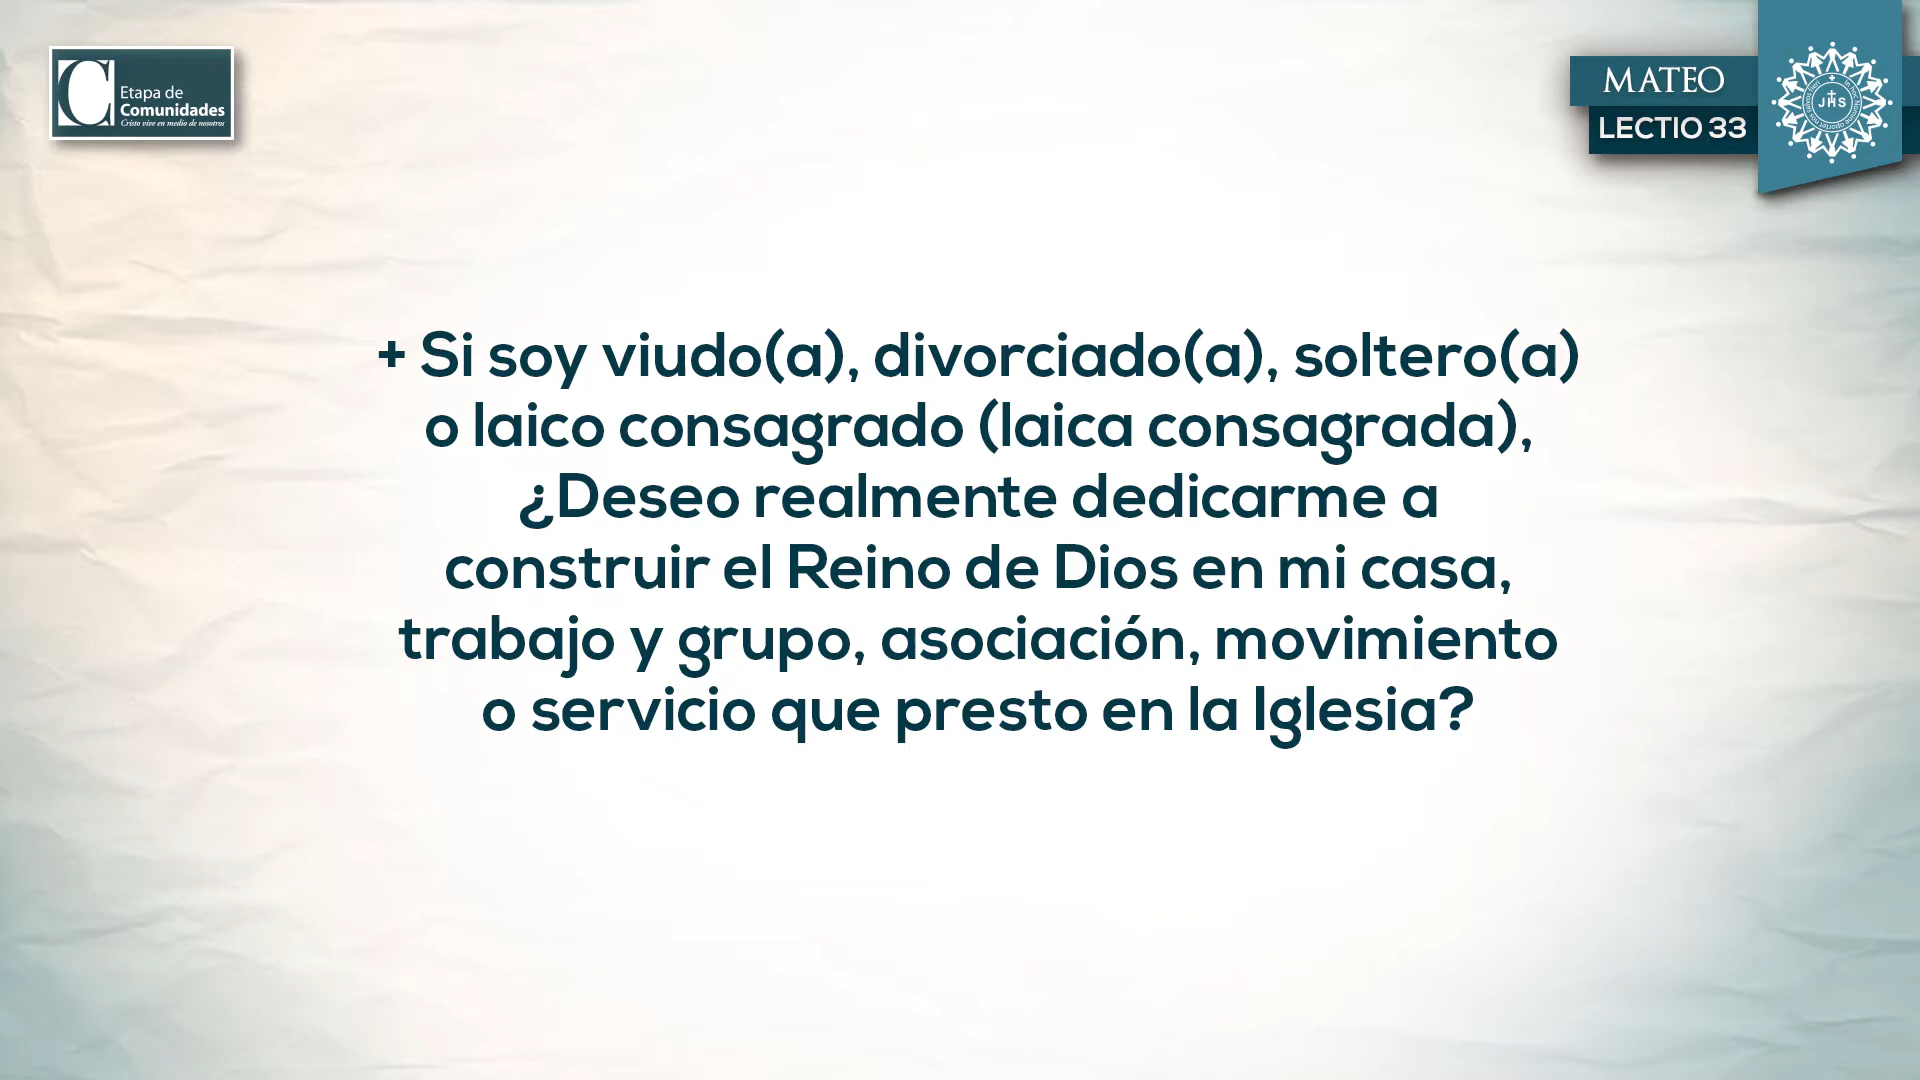 Etapa de
Comunidades
Cristo vive en medio de nosotros
MATEO
LECTIO 33
JHS
+ Si soy viudo(a), divorciado(a), soltero(a)
o laico consagrado (laica consagrada),
¿Deseo realmente dedicarme a
construir el Reino de Dios en mi casa,
trabajo y grupo, asociación, movimiento
o servicio que presto en la Iglesia?